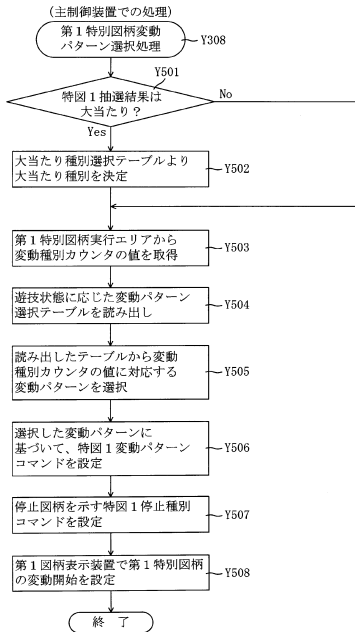 (主制御装置での処理)
第1特別図柄変動
パターン選択処理
Y308
Y501
特図1抽選結果は
大当たり?
No
Yes
大当たり種別選択テーブルより
大当たり種別を決定
Y502
第1特別図柄実行エリアから
変動種別カウンタの値を取得
Y503
遊技状態に応じた変動パターン
選択テーブルを読み出し
Y504
読み出したテーブルから変動
種別カウンタの値に対応する
変動パターンを選択
Y505
選択した変動パターンに
基づいて、特図1変動パターン
コマンドを設定
Y506
停止図柄を示す特図1停止種別
コマンドを設定
Y507
第1図柄表示装置で第1特別図柄
の変動開始を設定
Y508
終 了